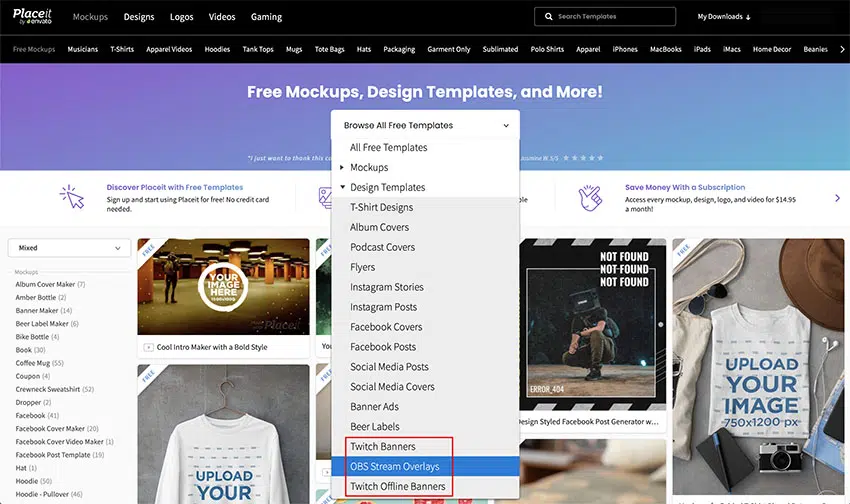 Placeit
by envato
Mockups
Designs
Logos
Videos
Gaming
Search Templates
My Downloads
Free Mockups
Musicians
T-Shirts
Apparel Videos
Hoodies
Tank Tops
Mugs
Tote Bags
Hats
Packaging
Garment Only
Sublimated
Polo Shirts
Apparel
iPhones
MacBooks
iPads
iMacs
Home Decor
Beanies
Free Mockups, Design Templates, and More!
Browse All Free Templates
"I just want to thank this co
asmine W. 5/5
Discover Placeit with Free Templates
Sign up and start using Placeit for free! No credit card
needed.
Save Money With a Subscription
Access every mockup, design, logo, and video for $14.95
a month!
All Free Templates
Mockups
Design Templates
T-Shirt Designs
Album Covers
Podcast Covers
Flyers
Instagram Stories
Instagram Posts
Facebook Covers
Facebook Posts
Social Media Posts
Social Media Covers
Banner Ads
Beer Labels
Twitch Banners
OBS Stream Overlays
Twitch Offline Banners
Mixed
Mockups
Album Cover Maker (7)
Amber Bottle (2)
Banner Maker (14)
Beer Label Maker (6)
Bike Bottle (4)
Book (30)
Coffee Mug (55)
Coupon (4)
Crewneck Sweatshirt (52)
Dropper (2)
Facebook (41)
Facebook Cover Maker (20)
Facebook Cover Video Maker (1)
Facebook Post Template (19)
Hat (1)
Hoodie (50)
Hoodie - Pullover (46)
FREE
YOUR
IMAGE
HERE
Placeit
Cool Intro Maker with a Bold Style
FREE
UPLOAD
YOUR
FREE
You
FREE
NOT FOUND
NOT FOUND
NOT FOUND
ERROR_404
Design Styled Facebook Post Generator w...
FREE
UPLOAD
YOUR
IMAGE
750x1200 px